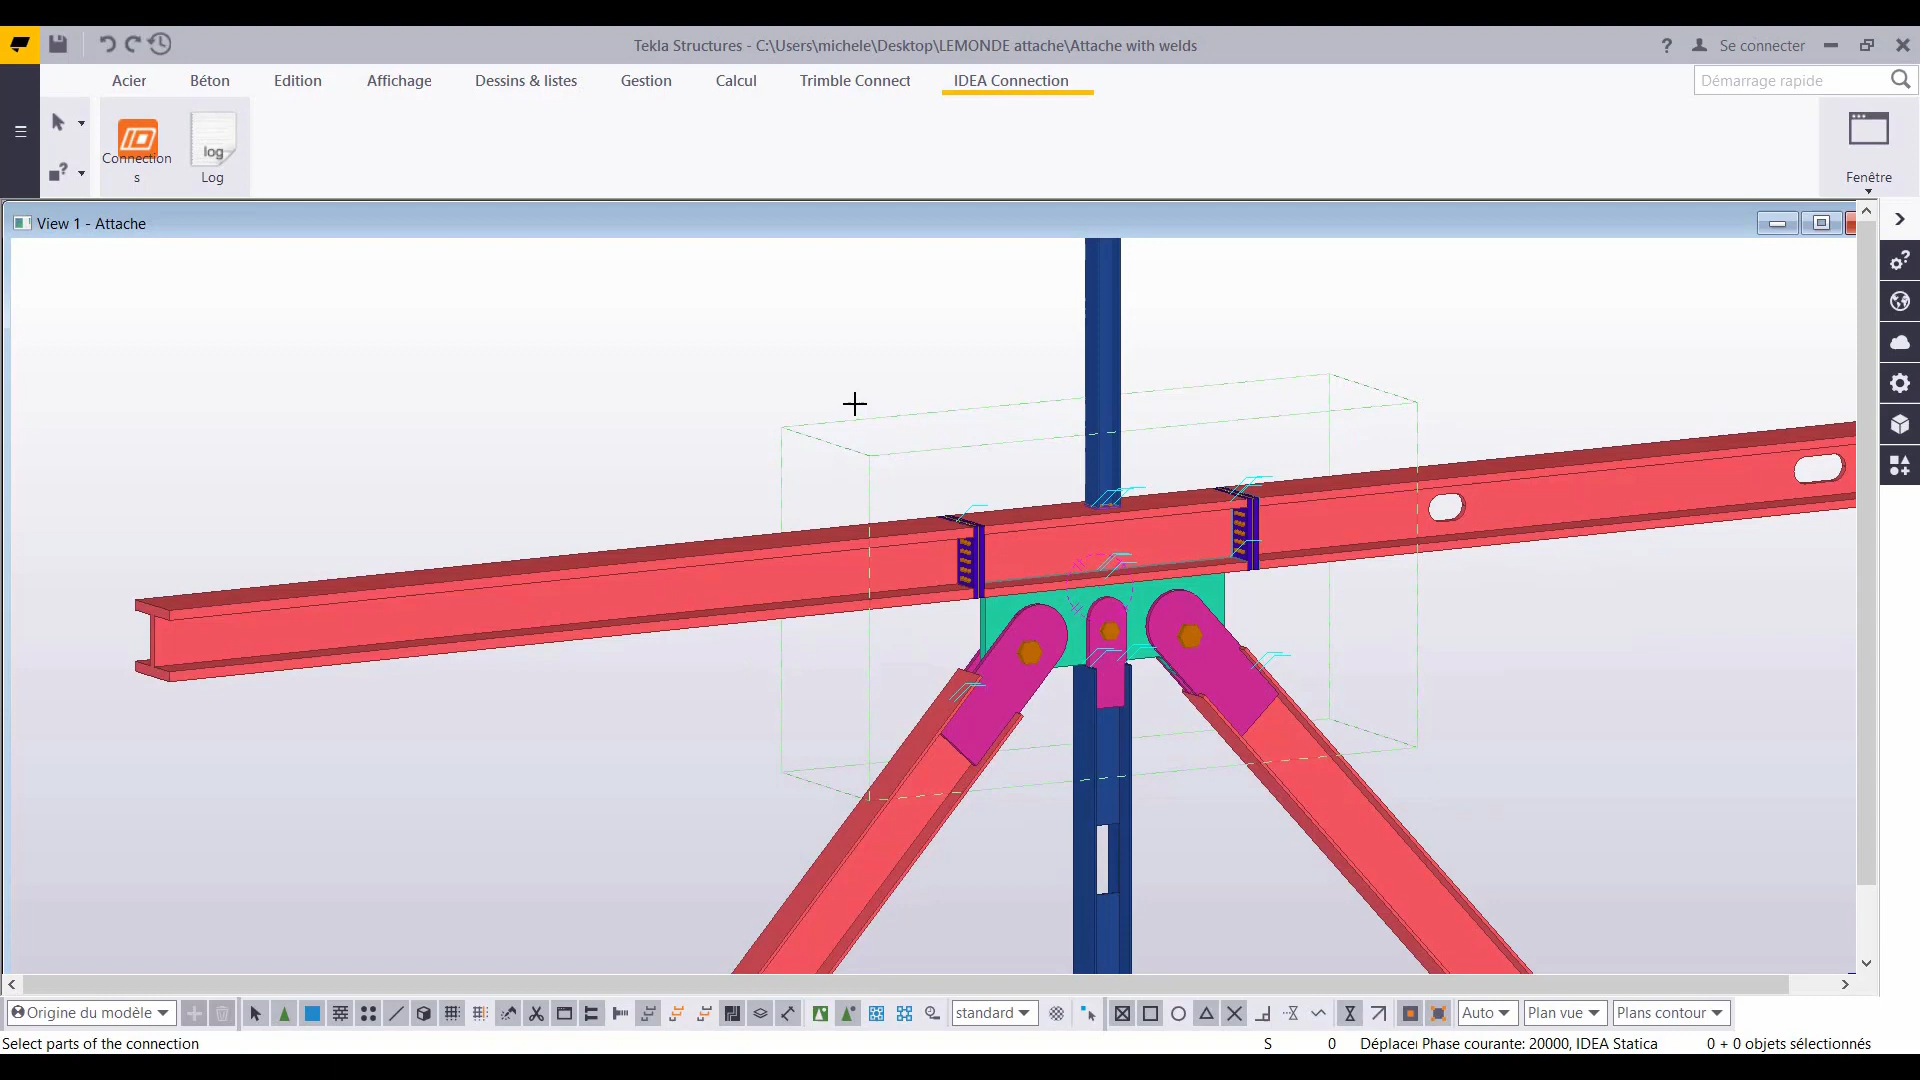 Tekla Structures - C:\Users\michele\Desktop\LEMONDE attache\Attache with welds
? Se connecter
Acier Béton Edition Affichage Dessins & listes Gestion Calcul Trimble Connect IDEA Connection
Démarrage rapide
Connection
s
log
Log
Fenêtre
View 1 - Attache
Origine du modèle
standard
Auto
Plan vue
Plans contour
Select parts of the connection
S 0 Déplacer Phase courante: 20000, IDEA Statica 0 + 0 objets sélectionnés